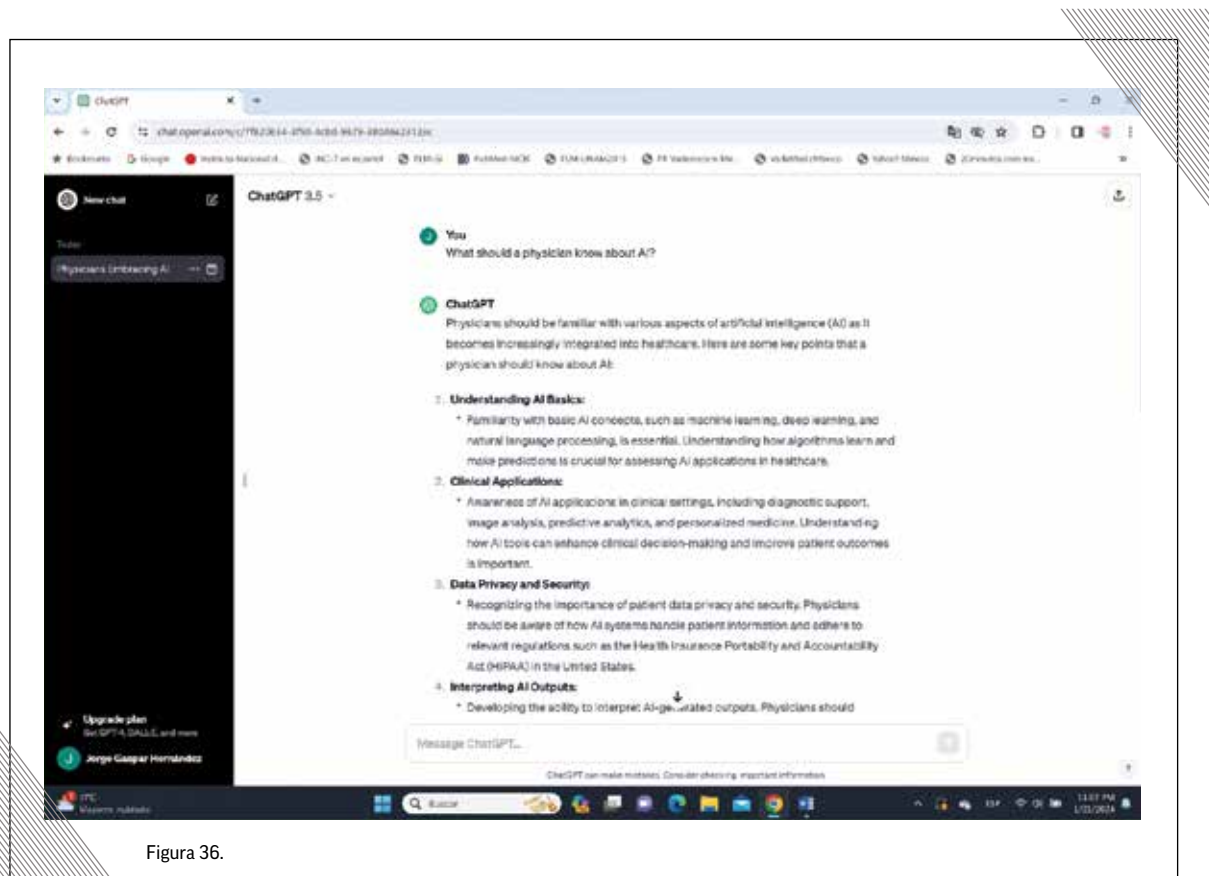 ChatGPT
New chat
ChatGPT 3.5
Today
Physicians Embracing AI
You
What should a physician know about AI?
ChatGPT
Physicians should be familiar with various aspects of artificial intelligence (AI) as it
becomes increasingly integrated into healthcare. Here are some key points that a
physician should know about AI:
1. Understanding AI Basics:
• Familiarity with basic AI concepts, such as machine learning, deep learning, and
natural language processing, is essential. Understanding how algorithms learn and
make predictions is crucial for assessing AI applications in healthcare.
2. Clinical Applications:
• Awareness of AI applications in clinical settings, including diagnostic support,
image analysis, predictive analytics, and personalized medicine. Understanding
how AI tools can enhance clinical decision-making and improve patient outcomes
is important.
3. Data Privacy and Security:
• Recognizing the importance of patient data privacy and security. Physicians
should be aware of how AI systems handle patient information and adhere to
relevant regulations such as the Health Insurance Portability and Accountability
Act (HIPAA) in the United States.
4. Interpreting AI Outputs:
• Developing the ability to interpret AI-generated outputs. Physicians should
Upgrade plan
Get GPT-4, DALL·E, and more
Jorge Gaspar Hernández
Message ChatGPT...
ChatGPT can make mistakes. Consider checking important information.
Buscar
ESP
11:07 PM
Figura 36.